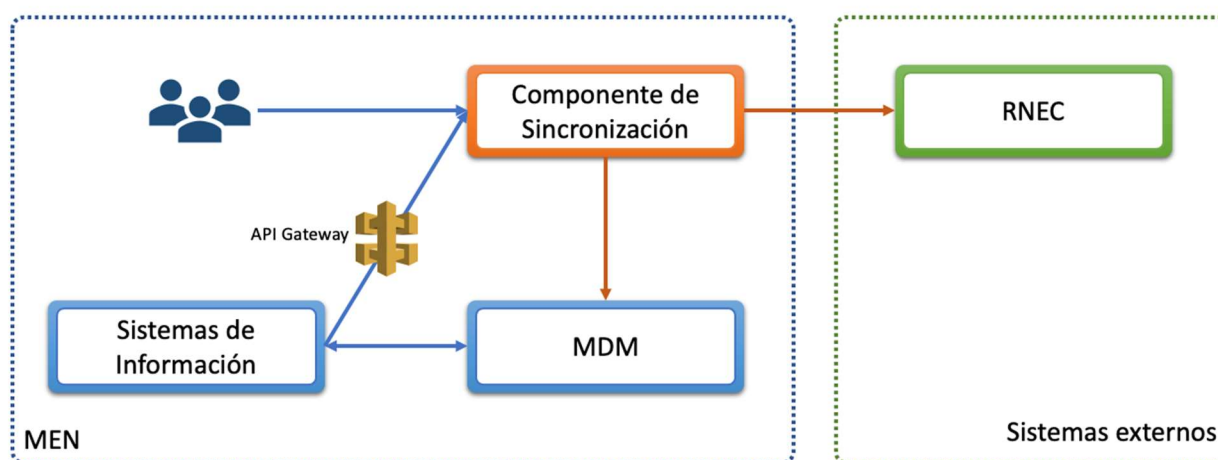 Componente de
Sincronización
RNEC
API Gateway
Sistemas de
Información
MDM
MEN
Sistemas externos